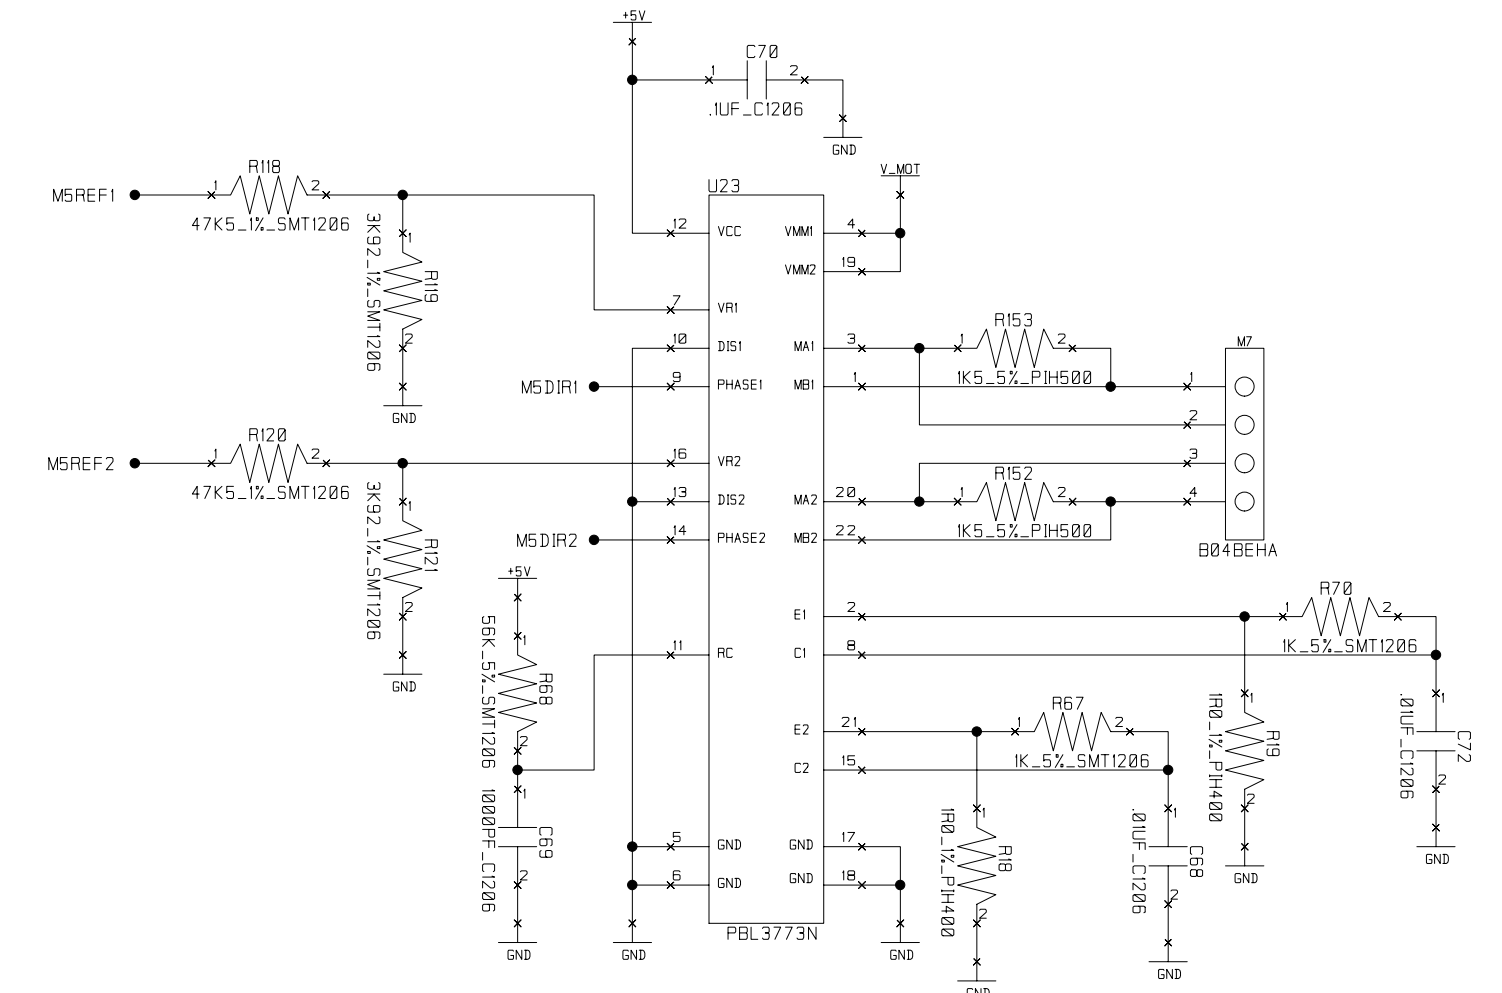 +5V
C70
1
2
.1UF_C1206
GND
R118
V_MOT
M5REF1
1
2
U23
47K5_1%_SMT1206
3K92_1%_SMT1206
1
R119
2
GND
12
VCC
VMM1
4
VMM2
19
7
VR1
10
DIS1
MA1
3
R153
1
2
1K5_5%_PIH500
M7
M5DIR1
9
PHASE1
MB1
1
1
2
3
4
B04BEHA
R120
M5REF2
1
2
47K5_1%_SMT1206
16
VR2
3K92_1%_SMT1206
1
R121
2
GND
13
DIS2
MA2
20
R152
1
2
1K5_5%_PIH500
M5DIR2
14
PHASE2
MB2
22
+5V
56K_5%_SMT1206
1
R68
2
11
RC
E1
2
R70
1
2
1K_5%_SMT1206
C1
8
E2
21
R67
1
2
1K_5%_SMT1206
C2
15
1R0_1%_PIH400
1
R19
2
GND
.01UF_C1206
1
C72
2
GND
1000PF_C1206
1
C69
2
GND
5
GND
GND
17
6
GND
GND
18
GND
PBL3773N
GND
1R0_1%_PIH400
1
R18
2
GND
.01UF_C1206
1
C68
2
GND